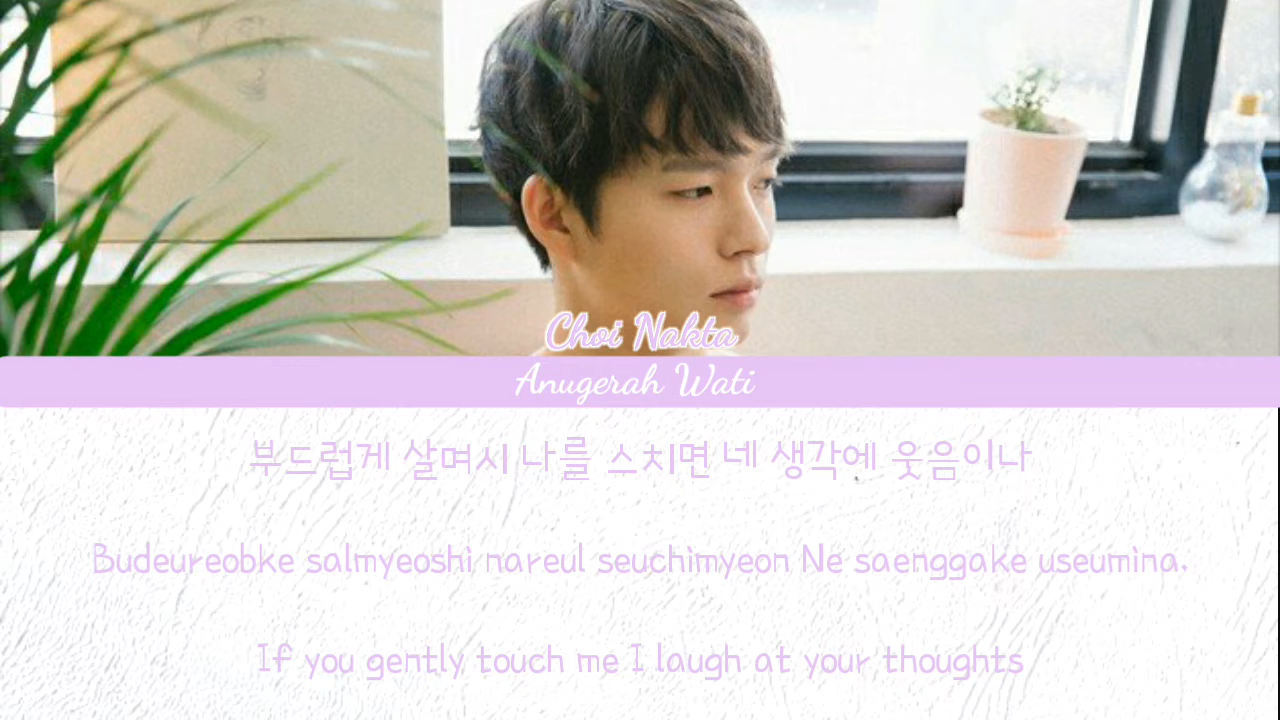 Choi Nakta
Anugerah Wati
부드럽게 살며시 나를 스치면 네 생각에 웃음이나
Budeureobke salmyeoshi nareul seuchimyeon Ne saenggake useumina.
If you gently touch me I laugh at your thoughts